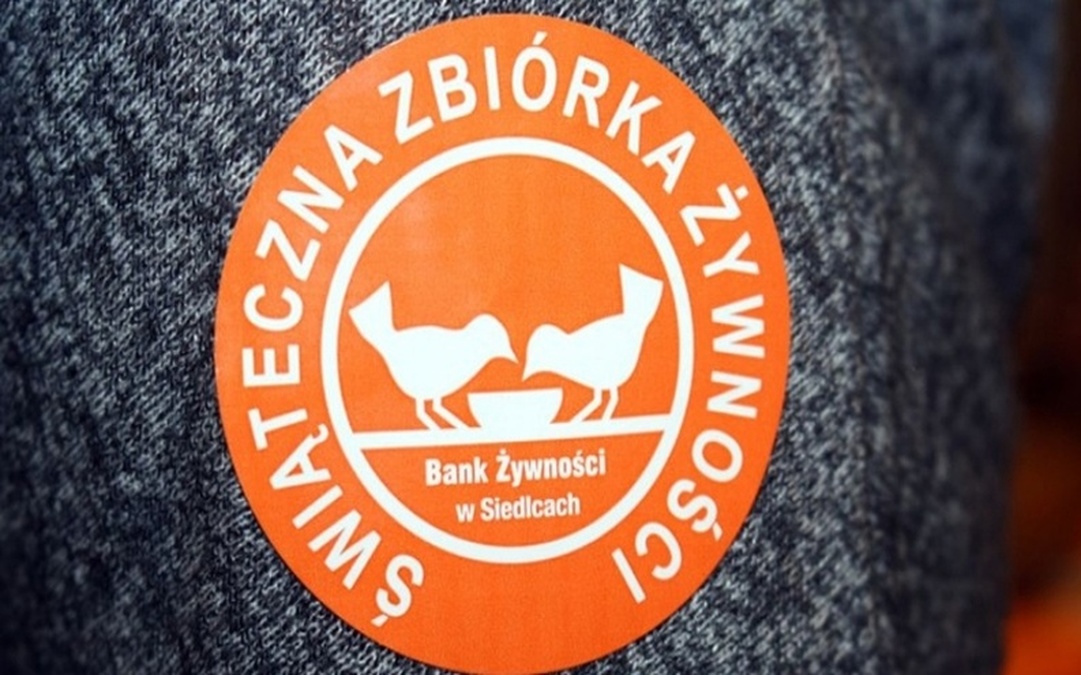 ŚWIĄTECZNA ZBIÓRKA ŻYWNOŚCI
Bank Żywności
w Siedlcach